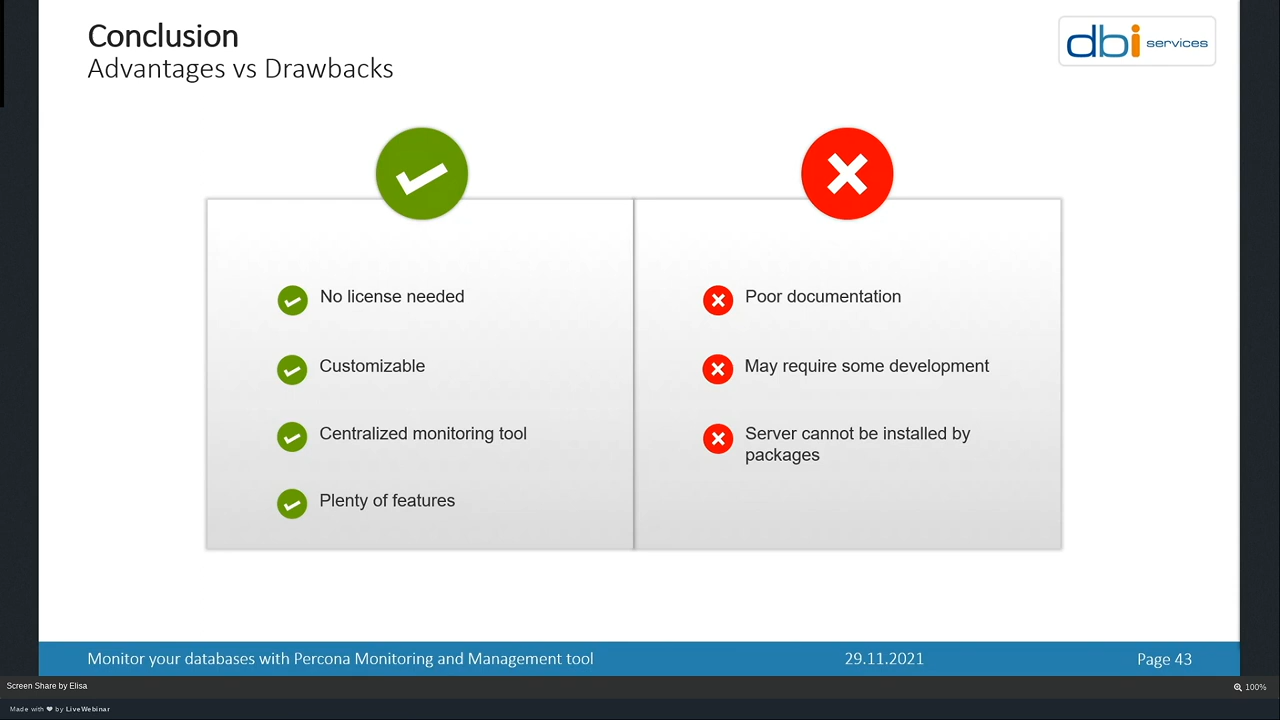 Conclusion
Advantages vs Drawbacks
dbi services
No license needed
Customizable
Centralized monitoring tool
Plenty of features
Poor documentation
May require some development
Server cannot be installed by
packages
Monitor your databases with Percona Monitoring and Management tool
29.11.2021
Page 43
Screen Share by Elisa
100%
Made with ❤ by LiveWebinar